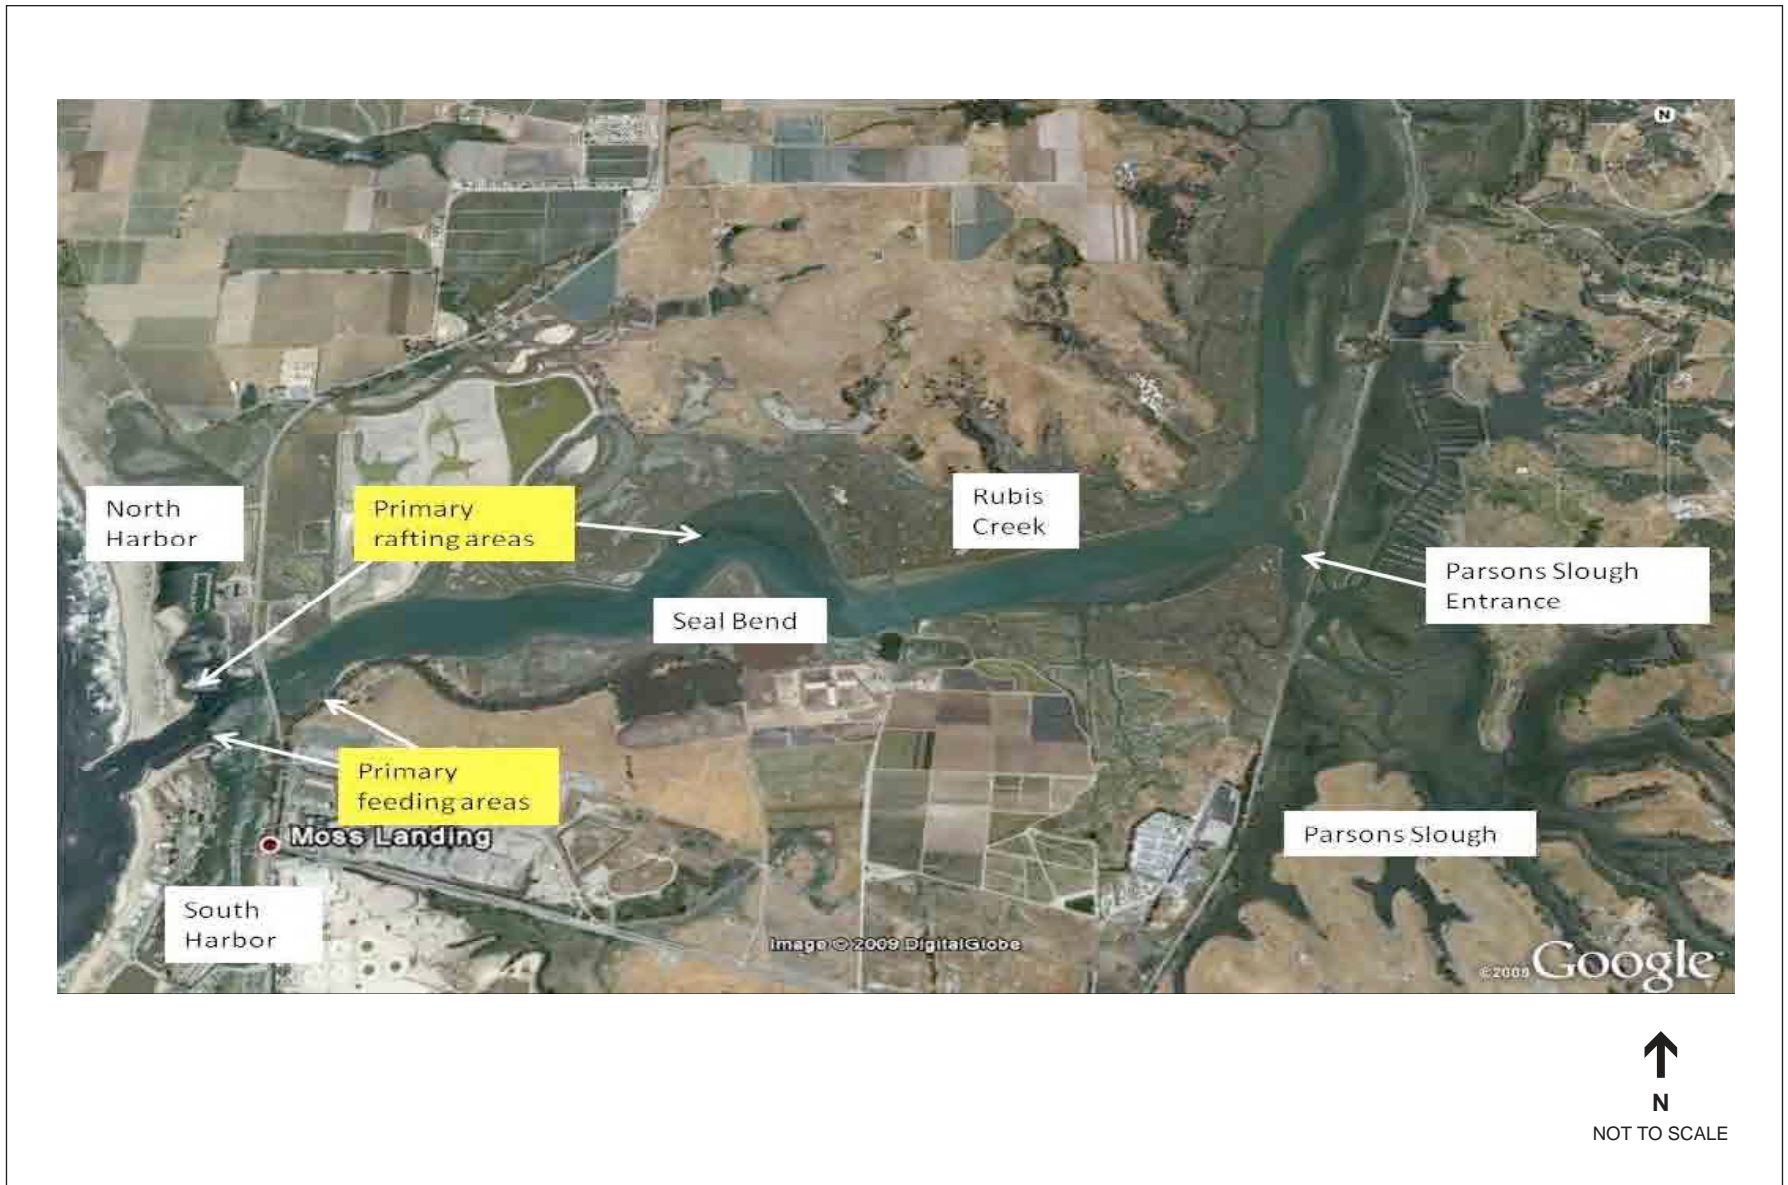 N
North
Harbor
Primary
rafting areas
Rubis
Creek
Parsons Slough
Entrance
Seal Bend
Primary
feeding areas
Moss Landing
Parsons Slough
South
Harbor
Image © 2009 DigitalGlobe
©2009 Google
N
NOT TO SCALE